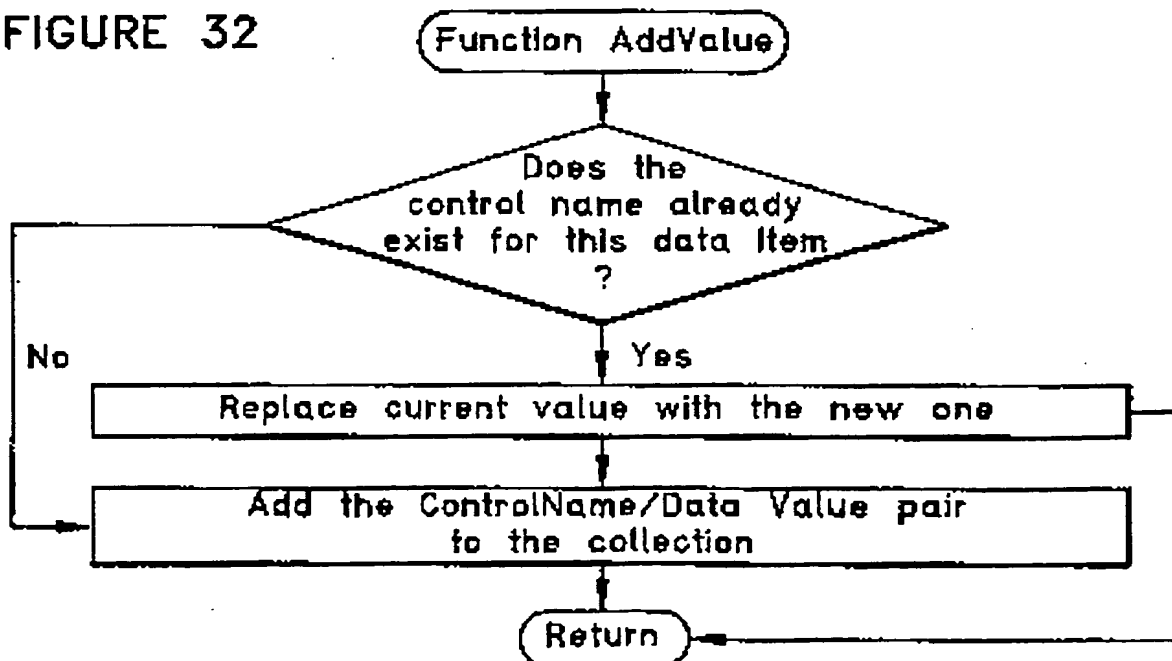 FIGURE 32
Function AddValue
Does the
control name already
exist for this data Item
?
No
Yes
Replace current value with the new one
Add the ControlName/Data Value pair
to the collection
Return